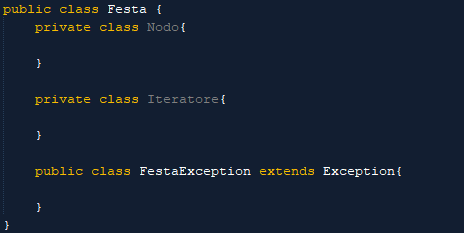 public class Festa {
private class Nodo{
}
private class Iteratore{
}
public class FestaException extends Exception{
}
}